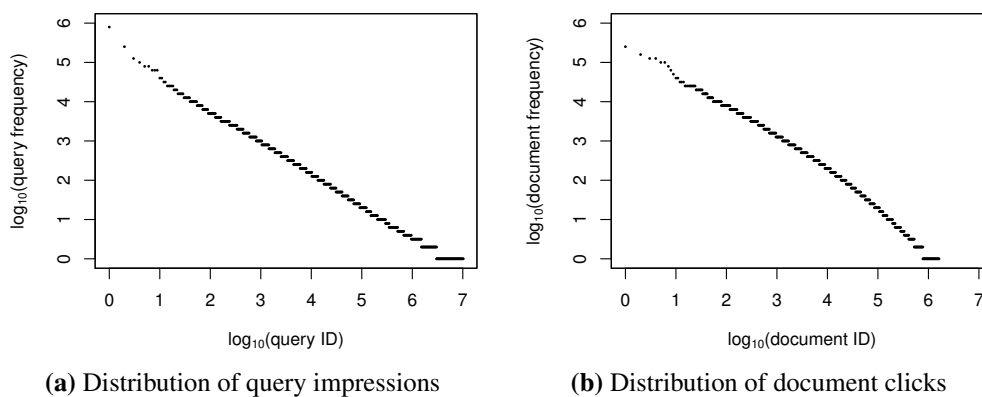 log₁₀(query frequency)
6
5
4
3
2
1
0
0 1 2 3 4 5 6 7
log₁₀(query ID)
(a) Distribution of query impressions
log₁₀(document frequency)
6
5
4
3
2
1
0
0 1 2 3 4 5 6 7
log₁₀(document ID)
(b) Distribution of document clicks